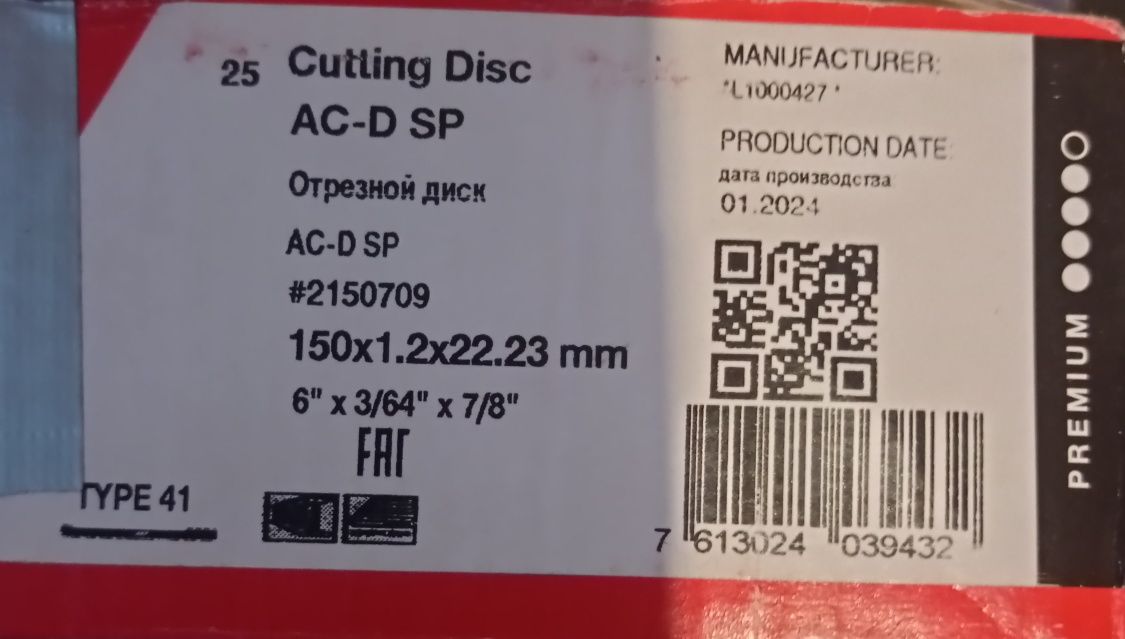 25 Cutting Disc
AC-D SP
Отрезной диск
AC-D SP
#2150709
150x1.2x22.23 mm
6" x 3/64" x 7/8"
EAC
TYPE 41
MANUFACTURER:
*L1000427 *
PRODUCTION DATE:
дата производства
01.2024
7 613024 039432
PREMIUM